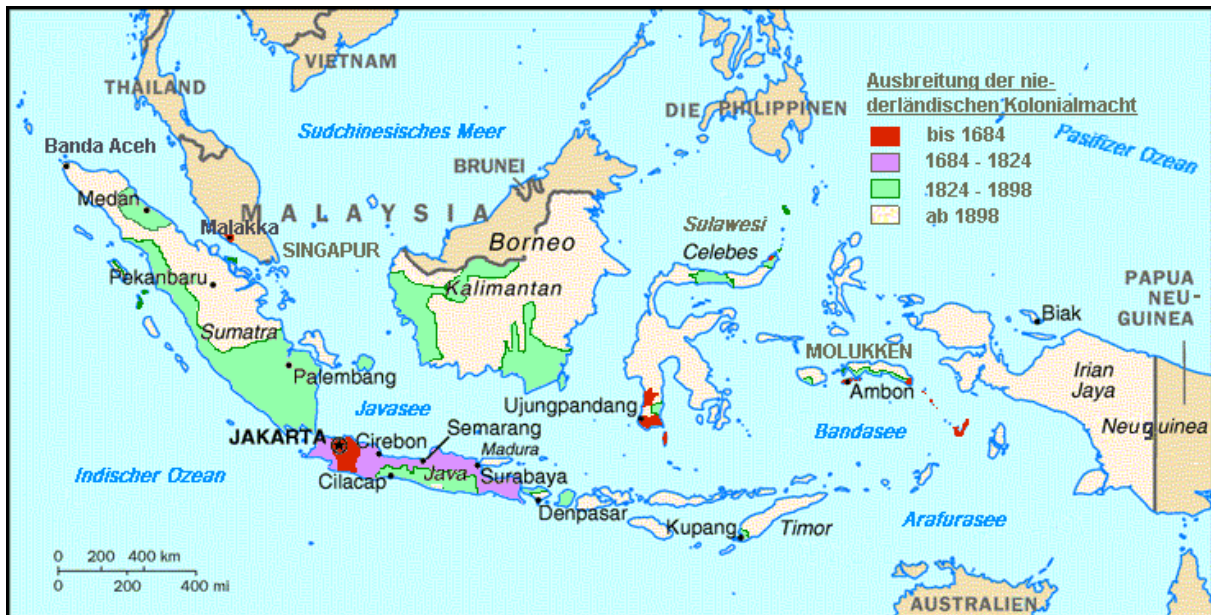 VIETNAM
THAILAND
DIE PHILIPPINEN
Ausbreitung der nie-
derländischen Kolonialmacht
bis 1684
1684 - 1824
1824 - 1898
ab 1898
Sudchinesisches Meer
Pasifizer Ozean
Banda Aceh
BRUNEI
Medan
MALAYSIA
Malakka
SINGAPUR
Borneo
Sulawesi
Celebes
Pekanbaru
Kalimantan
PAPUA
NEU-
GUINEA
Biak
Sumatra
MOLUKKEN
Irian
Jaya
Palembang
Ambon
Javasee
Ujungpandang
Neuguinea
Bandasee
JAKARTA
Cirebon
Semarang
Madura
Indischer Ozean
Cilacap
Java
Surabaya
Denpasar
Kupang
Timor
Arafurasee
0 200 400 km
0 200 400 mi
AUSTRALIEN